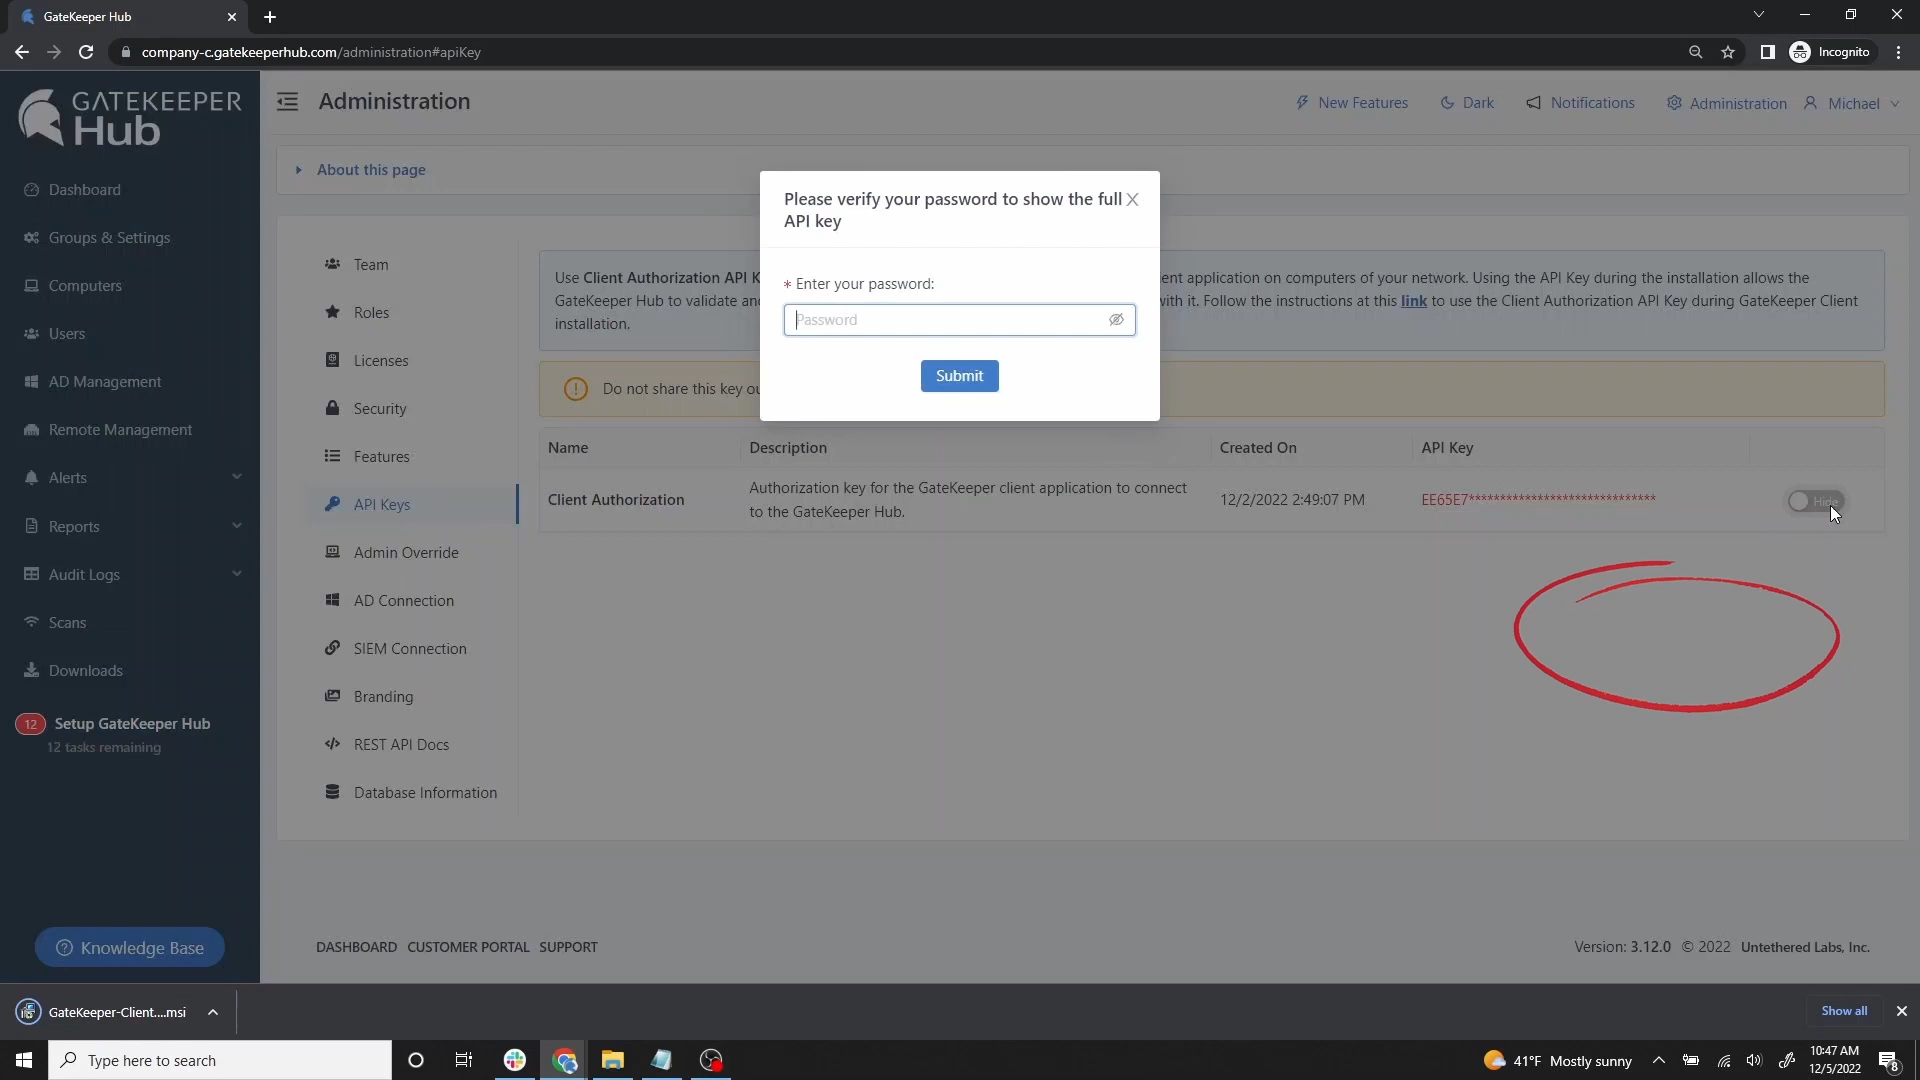 GateKeeper Hub
company-c.gatekeeperhub.com/administration#apiKey
Incognito
GATEKEEPER
Hub
Administration
New Features
Dark
Notifications
Administration
Michael
Dashboard
Groups & Settings
Computers
Users
AD Management
Remote Management
Alerts
Reports
Audit Logs
Scans
Downloads
12
Setup GateKeeper Hub
12 tasks remaining
Knowledge Base
About this page
Team
Roles
Licenses
Security
Features
API Keys
Admin Override
AD Connection
SIEM Connection
Branding
REST API Docs
Database Information
Please verify your password to show the full
API key
* Enter your password:
Password
Submit
Use Client Authorization API K
ent application on computers of your network. Using the API Key during the installation allows the
GateKeeper Hub to validate an
with it. Follow the instructions at this link to use the Client Authorization API Key during GateKeeper Client
installation.
Do not share this key ou
Name Description Created On API Key
Client Authorization
Authorization key for the GateKeeper client application to connect
to the GateKeeper Hub.
12/2/2022 2:49:07 PM
EE65E7******************************
Hide
DASHBOARD CUSTOMER PORTAL SUPPORT
Version: 3.12.0 © 2022 Untethered Labs, Inc.
GateKeeper-Client....msi
Show all
Type here to search
41°F Mostly sunny
10:47 AM
12/5/2022
8